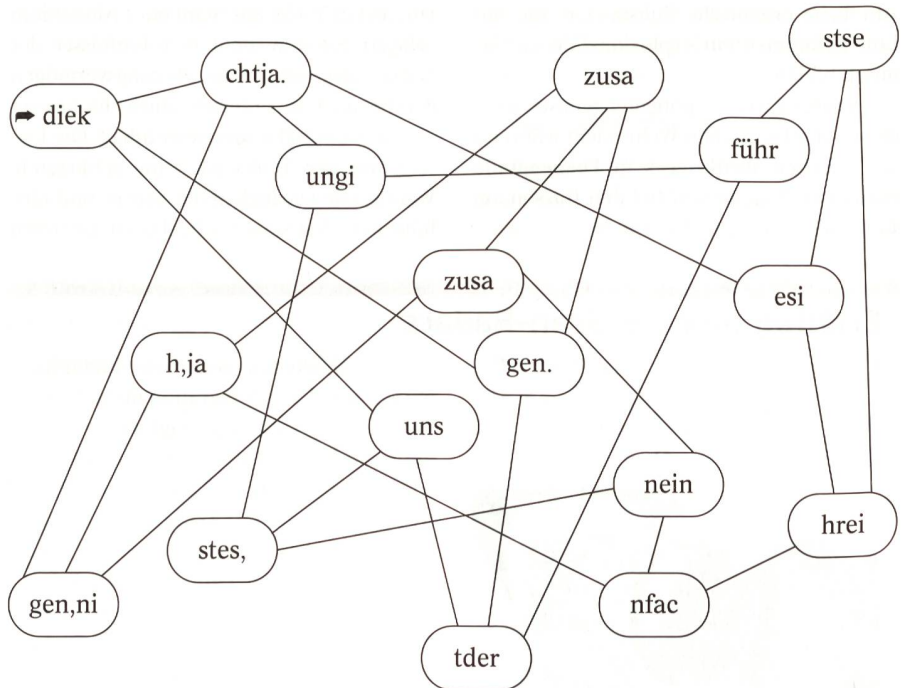 stse
chtja.
zusa
➨ diek
führ
ungi
zusa
esi
h,ja
gen.
uns
nein
hrei
stes,
gen,ni
nfac
tder